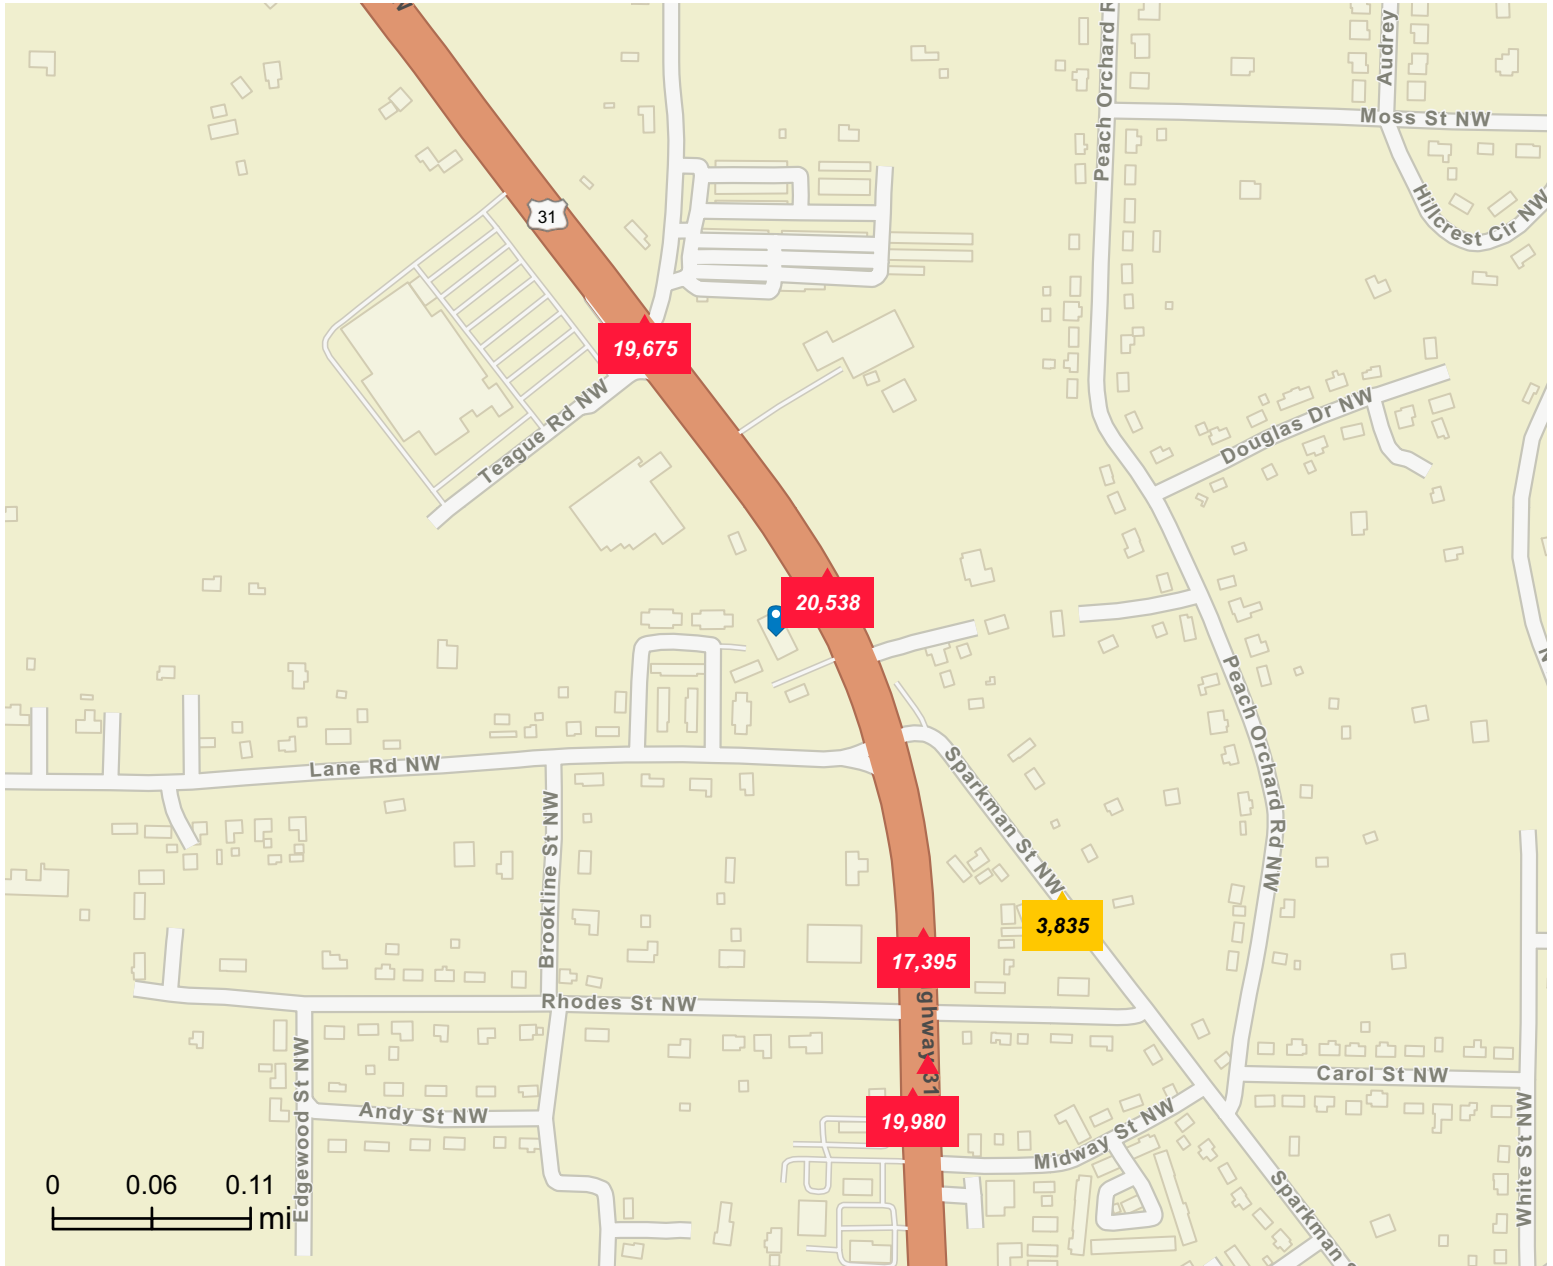 Peach Orchard R
Audrey
Moss St NW
Hillcrest Cir NW
31
19,675
Teague Rd NW
Douglas Dr NW
20,538
Peach Orchard Rd NW
Lane Rd NW
Sparkman St NW
Brookline St NW
3,835
17,395
Rhodes St NW
ghway 31
Edgewood St NW
Andy St NW
19,980
Carol St NW
Midway St NW
White St NW
Sparkman S
0 0.06 0.11
mi